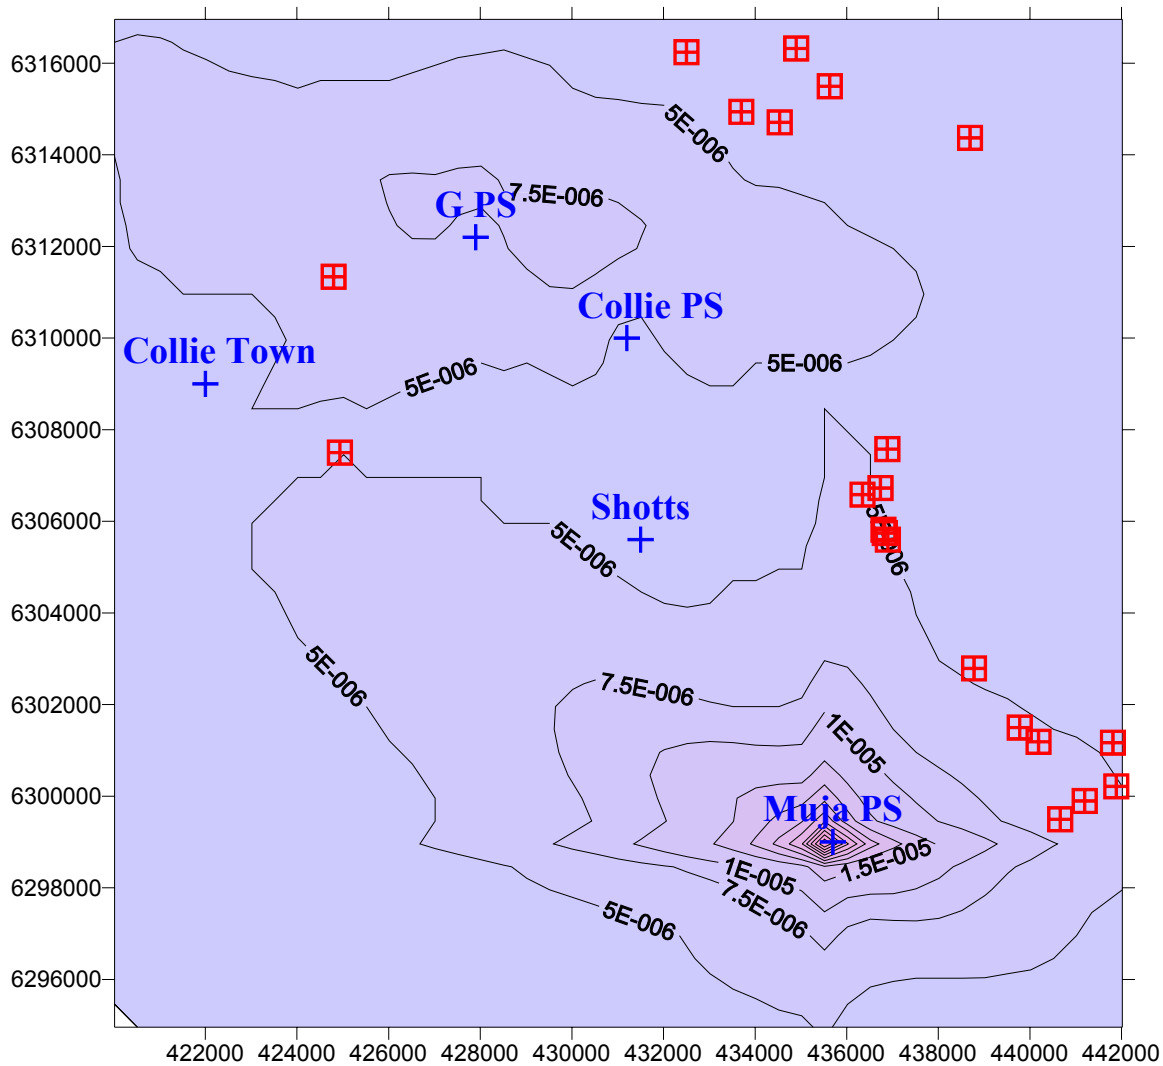 6316000
5E-006
6314000
7.5E-006
G PS
6312000
Collie PS
6310000
Collie Town
5E-006
5E-006
6308000
Shotts
6306000
5E-006
5E-006
6304000
5E-006
7.5E-006
6302000
1E-005
6300000
Muja PS
1.5E-005
1E-005
6298000
7.5E-006
5E-006
6296000
422000 424000 426000 428000 430000 432000 434000 436000 438000 440000 442000